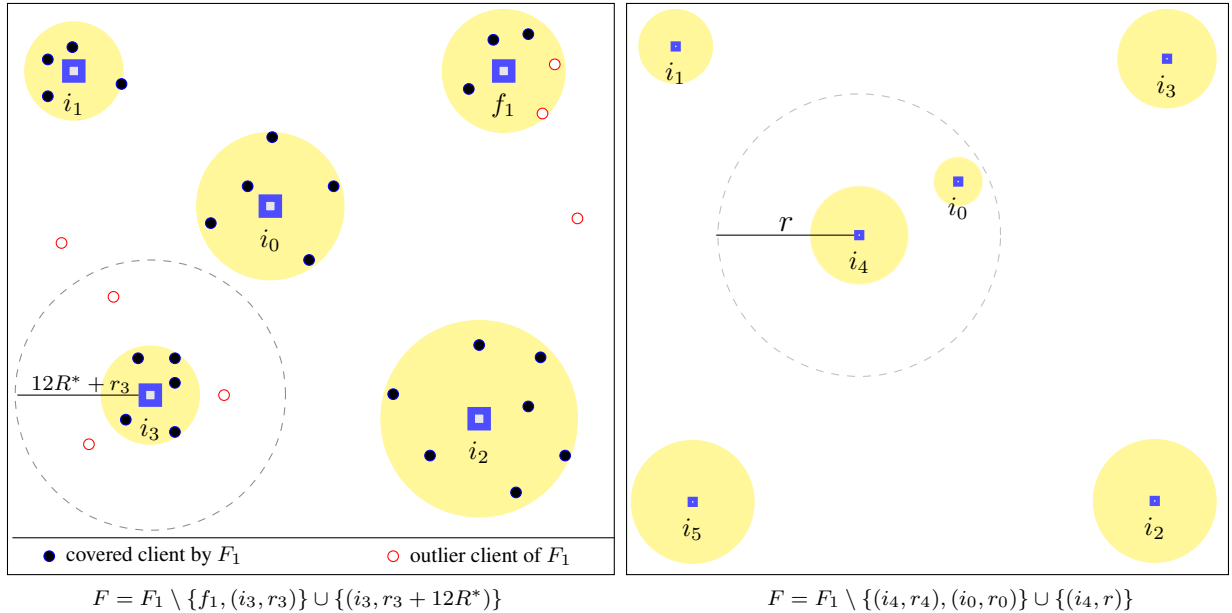 i₁
f₁
i₀
12R* + r₃
i₃
i₂
covered client by F₁
outlier client of F₁
F = F₁ \ {f₁, (i₃, r₃)} ∪ {(i₃, r₃ + 12R*)}
i₁
i₃
i₀
r
i₄
i₅
i₂
F = F₁ \ {(i₄, r₄), (i₀, r₀)} ∪ {(i₄, r)}